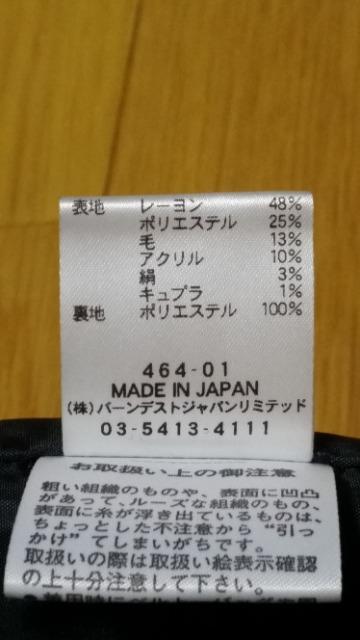 表地 レーヨン 48%
ポリエステル 25%
毛 13%
アクリル 10%
絹 3%
キュプラ 1%
裏地 ポリエステル 100%
464-01
MADE IN JAPAN
(株)バーンデストジャパンリミテッド
03-5413-4111
お取扱い上の御注意
粗い組織のものや、表面に凹凸
があって、ルーズな組織のもの、
表面に糸が浮き出ているものは、
ちょっとした不注意から“引っ
かけ”てしまいがちです。
取扱いの際は取扱い絵表示確認
の上十分注意して下さい。